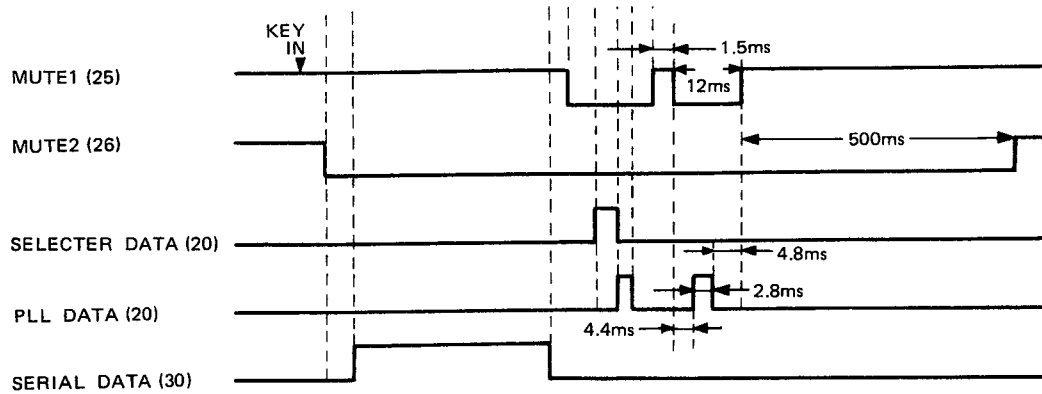 KEY
IN
1.5ms
MUTE1 (25)
12ms
MUTE2 (26)
500ms
SELECTER DATA (20)
4.8ms
2.8ms
PLL DATA (20)
4.4ms
SERIAL DATA (30)